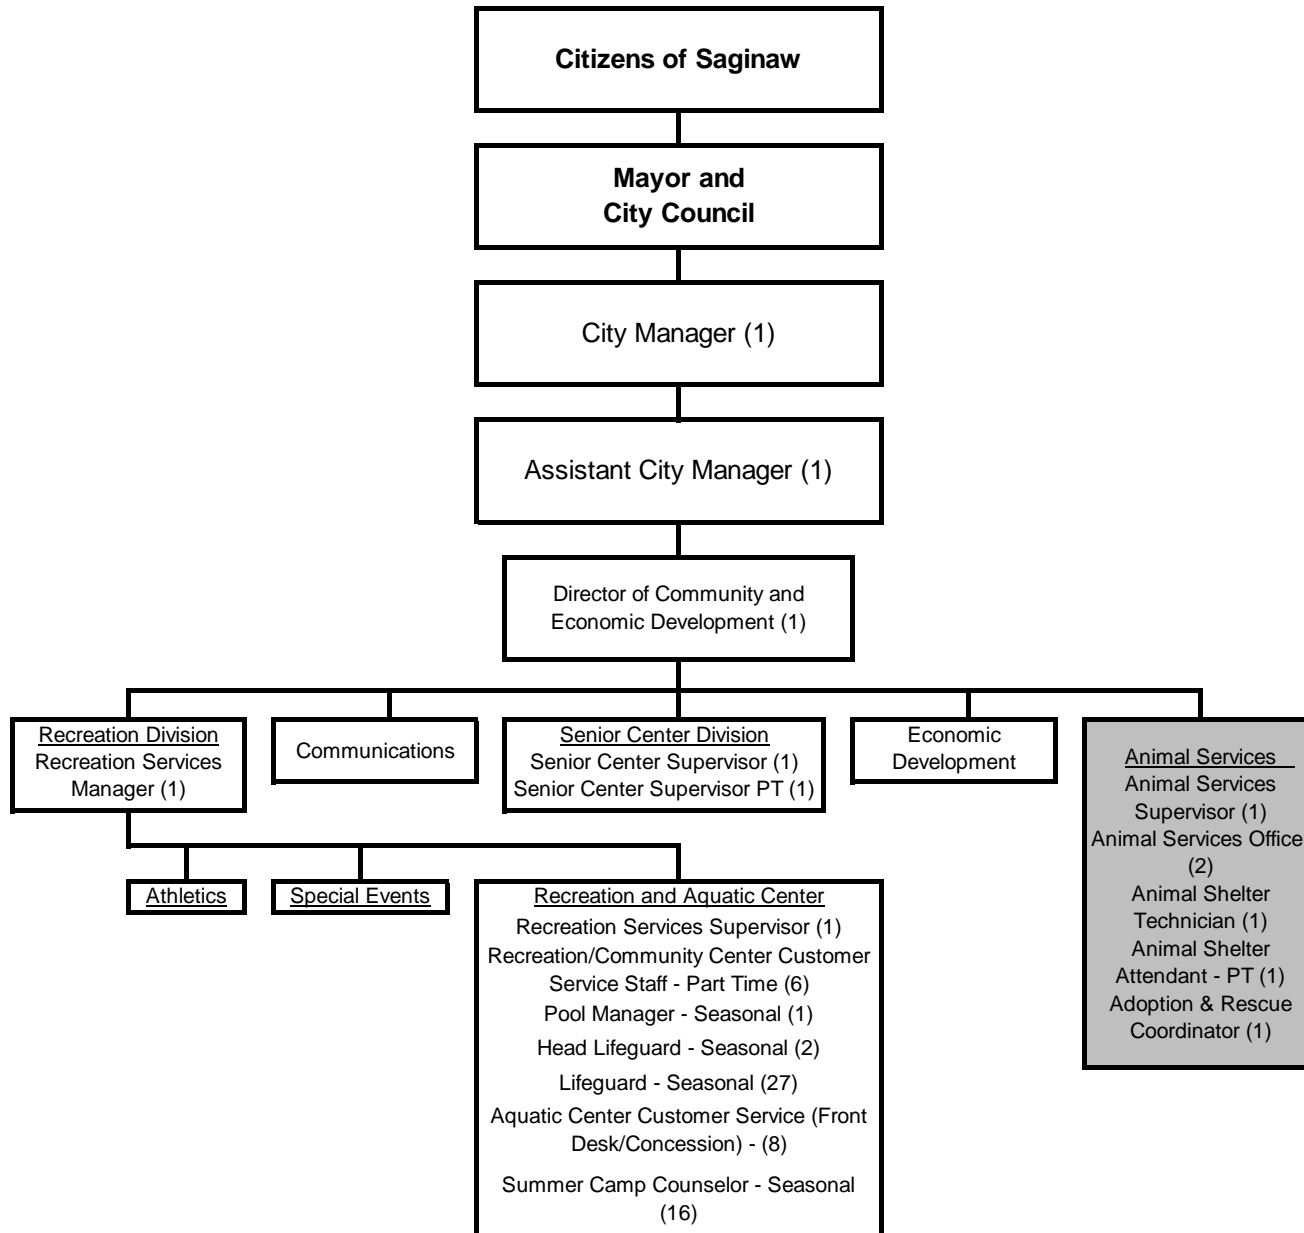 Citizens of Saginaw
Mayor and
City Council
City Manager (1)
Assistant City Manager (1)
Director of Community and
Economic Development (1)
Recreation Division
Recreation Services
Manager (1)
Communications
Senior Center Division
Senior Center Supervisor (1)
Senior Center Supervisor PT (1)
Economic
Development
Animal Services
Animal Services
Supervisor (1)
Animal Services Office
(2)
Animal Shelter
Technician (1)
Animal Shelter
Attendant - PT (1)
Adoption & Rescue
Coordinator (1)
Athletics
Special Events
Recreation and Aquatic Center
Recreation Services Supervisor (1)
Recreation/Community Center Customer
Service Staff - Part Time (6)
Pool Manager - Seasonal (1)
Head Lifeguard - Seasonal (2)
Lifeguard - Seasonal (27)
Aquatic Center Customer Service (Front
Desk/Concession) - (8)
Summer Camp Counselor - Seasonal
(16)